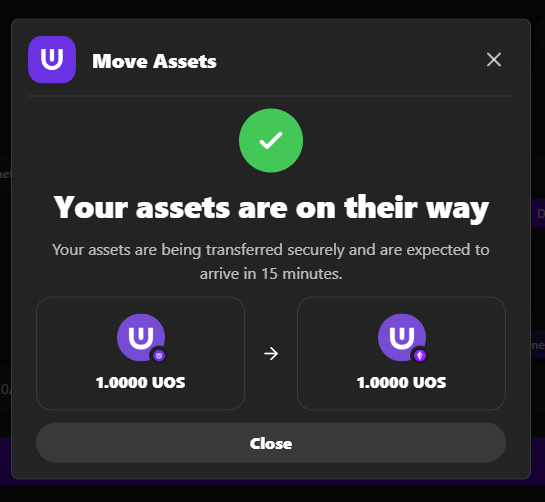 Move Assets
Your assets are on their way
Your assets are being transferred securely and are expected to
arrive in 15 minutes.
1.0000 UOS
1.0000 UOS
Close